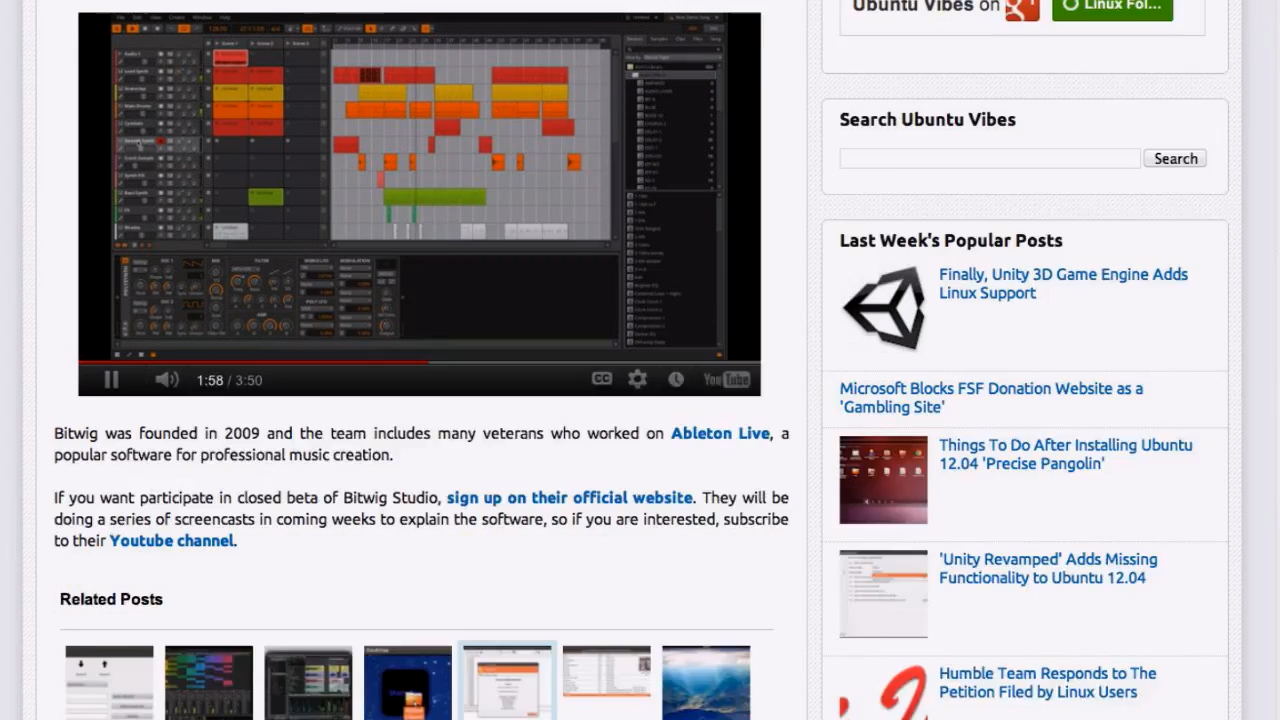 Ubuntu Vibes on
Linux Fol...
Search Ubuntu Vibes
Search
Last Week's Popular Posts
Finally, Unity 3D Game Engine Adds
Linux Support
Microsoft Blocks FSF Donation Website as a
'Gambling Site'
Things To Do After Installing Ubuntu
12.04 'Precise Pangolin'
'Unity Revamped' Adds Missing
Functionality to Ubuntu 12.04
Humble Team Responds to The
Petition Filed by Linux Users
1:58 / 3:50
CC
YouTube
Bitwig was founded in 2009 and the team includes many veterans who worked on Ableton Live, a
popular software for professional music creation.
If you want participate in closed beta of Bitwig Studio, sign up on their official website. They will be
doing a series of screencasts in coming weeks to explain the software, so if you are interested, subscribe
to their Youtube channel.
Related Posts